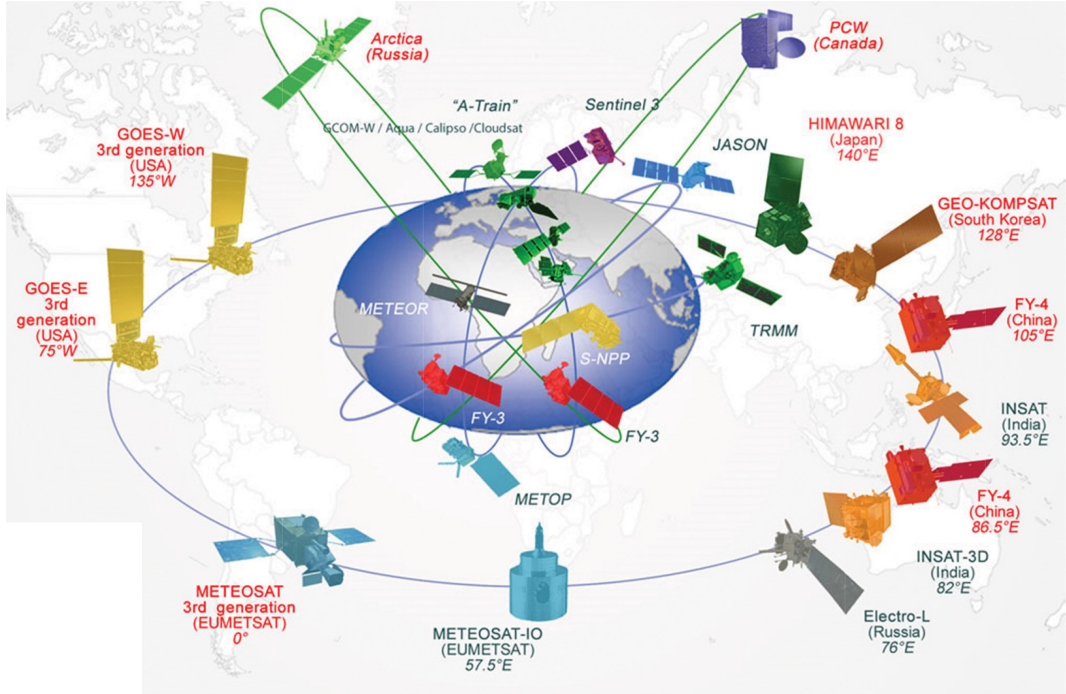 Arctica
(Russia)
PCW
(Canada)
"A-Train"
GCOM-W / Aqua / Calipso /Cloudsat
Sentinel 3
JASON
HIMAWARI 8
(Japan)
140°E
GOES-W
3rd generation
(USA)
135°W
GEO-KOMPSAT
(South Korea)
128°E
GOES-E
3rd
generation
(USA)
75°W
METEOR
TRMM
FY-4
(China)
105°E
S-NPP
FY-3
FY-3
INSAT
(India)
93.5°E
METOP
FY-4
(China)
86.5°E
INSAT-3D
(India)
82°E
METEOSAT
3rd generation
(EUMETSAT)
0°
METEOSAT-IO
(EUMETSAT)
57.5°E
Electro-L
(Russia)
76°E